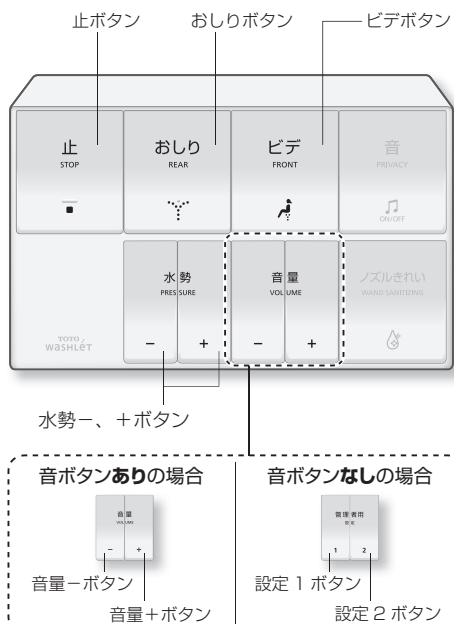 止ボタン
おしりボタン
ビデボタン
止
STOP
おしり
REAR
ビデ
FRONT
音
PRIVACY
ON/OFF
水勢
PRESSURE
− +
音量
VOLUME
− +
ノズルきれい
WAND SANITIZING
TOTO
WASHLET
水勢−、+ボタン
音ボタンありの場合
音量
VOLUME
− +
音量−ボタン
音量+ボタン
音ボタンなしの場合
管理者用
設定
1 2
設定1ボタン
設定2ボタン